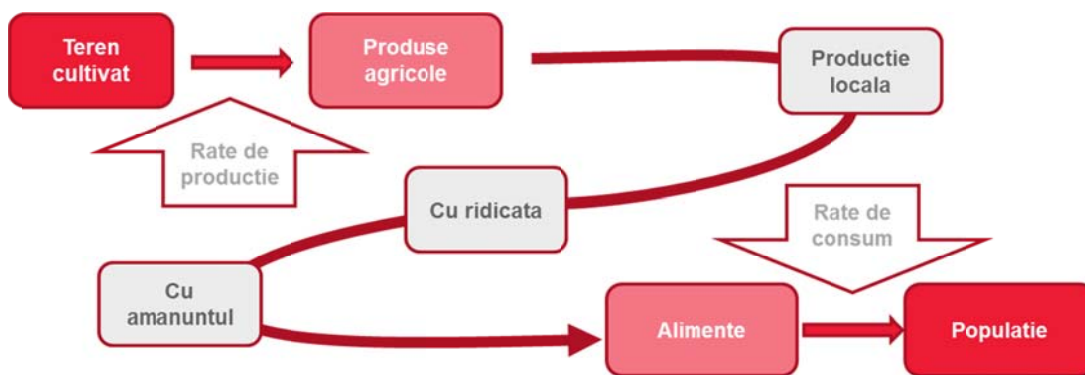 Teren
cultivat
Produse
agricole
Productie
locala
Rate de
productie
Cu ridicata
Rate de
consum
Cu
amanuntul
Alimente
Populatie